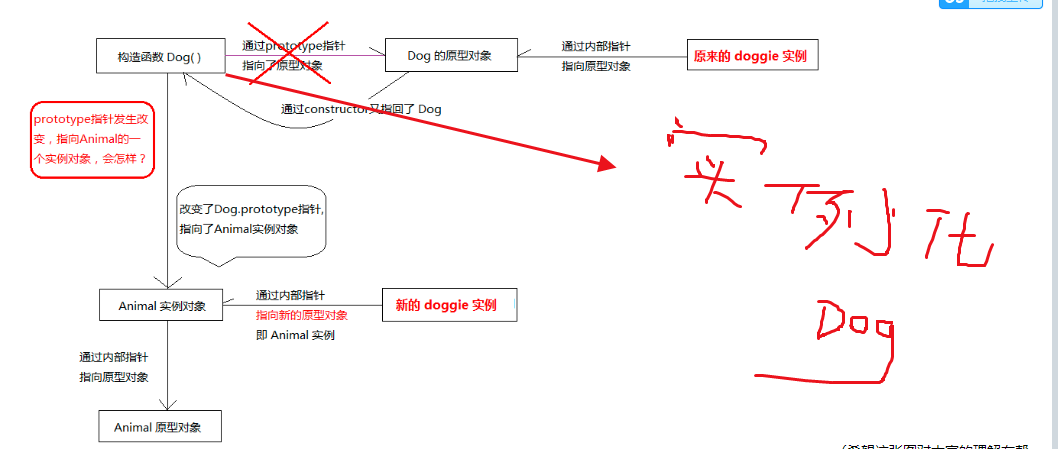 构造函数 Dog( )
通过prototype指针
指向了原型对象
Dog 的原型对象
通过内部指针
指向原型对象
原来的 doggie 实例
通过constructor又指回了 Dog
prototype指针发生改
变，指向Animal的一
个实例对象，会怎样？
改变了Dog.prototype指针,
指向了Animal实例对象
Animal 实例对象
通过内部指针
指向新的原型对象
即 Animal 实例
新的 doggie 实例
通过内部指针
指向原型对象
Animal 原型对象
实例化
Dog